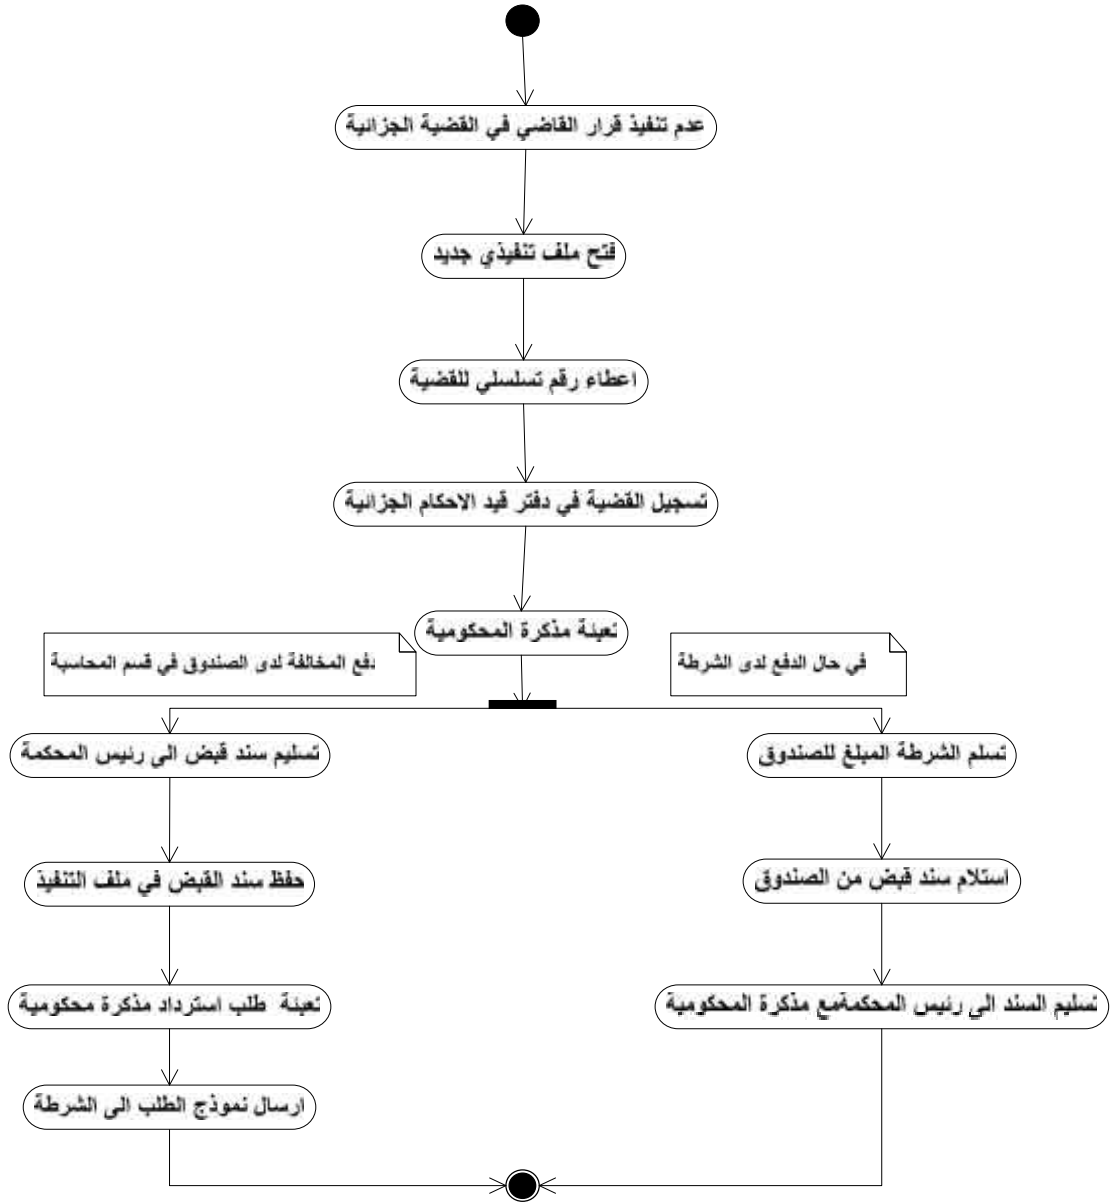 عدم تنفيذ قرار القاضي في القضية الجزائية
فتح ملف تنفيذي جديد
اعطاء رقم تسلسلي للقضية
تسجيل القضية في دفتر قيد الاحكام الجزائية
تعبئة مذكرة المحكومية
في حال الدفع لدى الشرطة
دفع المخالفة لدى الصندوق في قسم المحاسبة
تسلم الشرطة المبلغ للصندوق
تسليم سند قبض الى رئيس المحكمة
استلام سند قبض من الصندوق
حفظ سند القبض في ملف التنفيذ
تسليم السند الى رئيس المحكمةمع مذكرة المحكومية
تعبئة طلب استرداد مذكرة محكومية
ارسال نموذج الطلب الى الشرطة